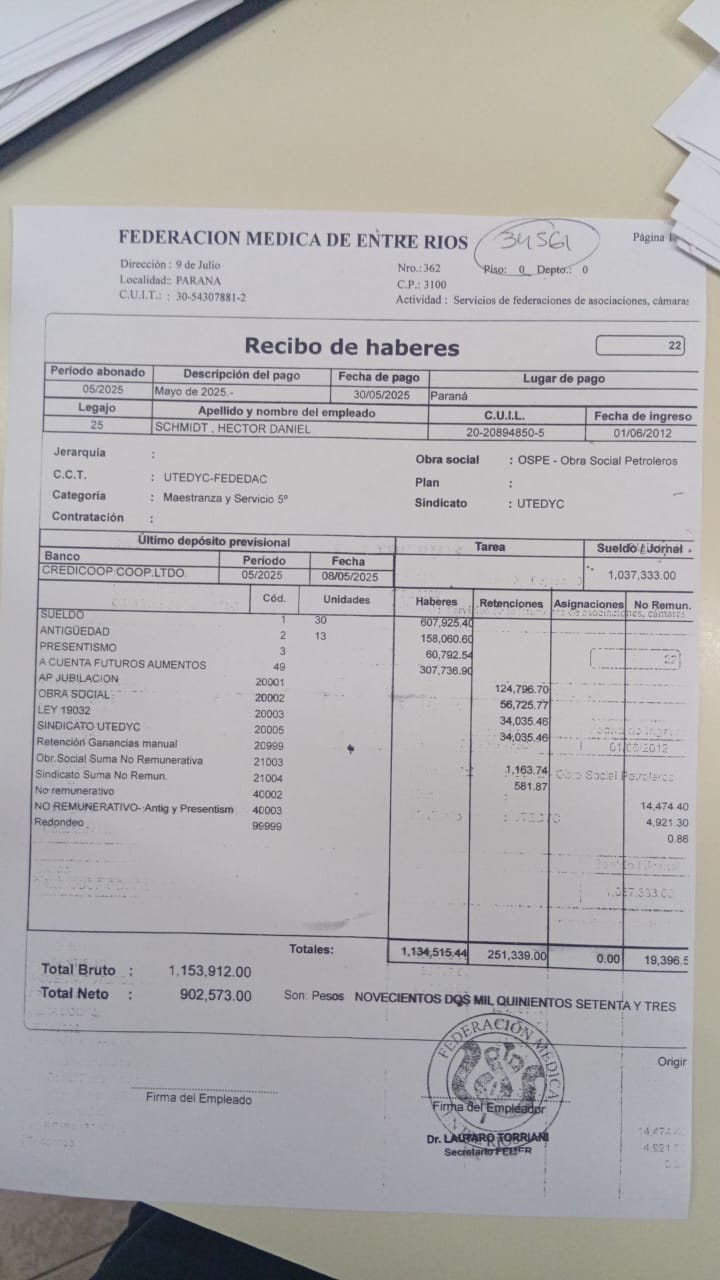 FEDERACION MEDICA DE ENTRE RIOS 34561 Página 1
Dirección : 9 de Julio Nro.:362 Piso: 0 Depto.: 0
Localidad:: PARANA C.P.: 3100
C.U.I.T.: : 30-54307881-2 Actividad : Servicios de federaciones de asociaciones, cámaras
Recibo de haberes 22
Periodo abonado Descripción del pago Fecha de pago Lugar de pago
05/2025 Mayo de 2025.- 30/05/2025 Paraná
Legajo Apellido y nombre del empleado C.U.I.L. Fecha de ingreso
25 SCHMIDT , HECTOR DANIEL 20-20894850-5 01/06/2012
Jerarquia : Obra social : OSPE - Obra Social Petroleros
C.C.T. : UTEDYC-FEDEDAC Plan :
Categoría : Maestranza y Servicio 5º Sindicato : UTEDYC
Contratación :
Último depósito previsional Tarea Sueldo / Jornal
Banco Período Fecha
CREDICOOP COOP.LTDO. 05/2025 08/05/2025 1,037,333.00
Cód. Unidades Haberes Retenciones Asignaciones No Remun.
SUELDO 1 30 607,925.40
ANTIGÜEDAD 2 13 158,060.60
PRESENTISMO 3 60,792.54
A CUENTA FUTUROS AUMENTOS 49 307,736.90
AP JUBILACION 20001 124,796.70
OBRA SOCIAL 20002 56,725.77
LEY 19032 20003 34,035.46
SINDICATO UTEDYC 20005 34,035.46
Retención Ganancias manual 20999
Obr.Social Suma No Remunerativa 21003 1,163.74
Sindicato Suma No Remun. 21004 581.87
No remunerativo 40002 14,474.40
NO REMUNERATIVO- Antig y Presentism 40003 4,921.30
Redondeo 99999 0.86
Totales: 1,134,515.44 251,339.00 0.00 19,396.5
Total Bruto : 1,153,912.00
Total Neto : 902,573.00 Son: Pesos NOVECIENTOS DOS MIL QUINIENTOS SETENTA Y TRES
FEDERACIÓN MEDICA
Origir
Firma del Empleado Firma del Empleador
Dr. LAUTARO TORRIANI
Secretario FEMER